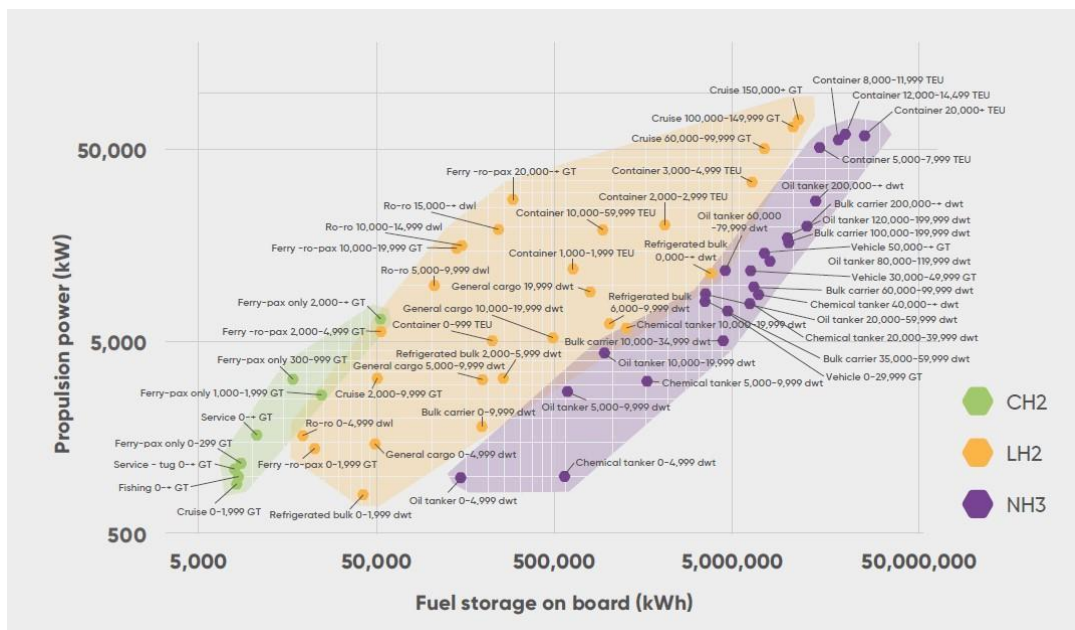 Container 8,000-11,999 TEU
Cruise 150,000+ GT
Container 12,000-14,499 TEU
Container 20,000+ TEU
Cruise 100,000-149,999 GT
Cruise 60,000-99,999 GT
50,000
Container 5,000-7,999 TEU
Ferry -ro-pax 20,000-+ GT
Container 3,000-4,999 TEU
Oil tanker 200,000-+ dwt
Ro-ro 15,000-+ dwl
Container 10,000-59,999 TEU
Container 2,000-2,999 TEU
Bulk carrier 200,000-+ dwt
Oil tanker 60,000
-79,999 dwt
Oil tanker 120,000-199,999 dwt
Ro-ro 10,000-14,999 dwl
Bulk carrier 100,000-199,999 dwt
Ferry -ro-pax 10,000-19,999 GT
Container 1,000-1,999 TEU
Refrigerated bulk
0,000-+ dwt
Vehicle 50,000-+ GT
Oil tanker 80,000-119,999 dwt
Ro-ro 5,000-9,999 dwl
Vehicle 30,000-49,999 GT
General cargo 19,999 dwt
Bulk carrier 60,000-99,999 dwt
Ferry-pax only 2,000-+ GT
General cargo 10,000-19,999 dwt
Refrigerated bulk
6,000-9,999 dwt
Chemical tanker 40,000-+ dwt
Oil tanker 20,000-59,999 dwt
Ferry -ro-pax 2,000-4,999 GT
Container 0-999 TEU
Chemical tanker 10,000-19,999 dwt
Chemical tanker 20,000-39,999 dwt
5,000
Bulk carrier 10,000-34,999 dwt
Ferry-pax only 300-999 GT
Refrigerated bulk 2,000-5,999 dwt
General cargo 5,000-9,999 dwt
Oil tanker 10,000-19,999 dwt
Bulk carrier 35,000-59,999 dwt
Vehicle 0-29,999 GT
Ferry-pax only 1,000-1,999 GT
Cruise 2,000-9,999 GT
Chemical tanker 5,000-9,999 dwt
Oil tanker 5,000-9,999 dwt
Service 0-+ GT
Ro-ro 0-4,999 dwl
Bulk carrier 0-9,999 dwt
Ferry-pax only 0-299 GT
General cargo 0-4,999 dwt
Service - tug 0-+ GT
Ferry -ro-pax 0-1,999 GT
Chemical tanker 0-4,999 dwt
Fishing 0-+ GT
Cruise 0-1,999 GT
Refrigerated bulk 0-1,999 dwt
Oil tanker 0-4,999 dwt
CH2
LH2
NH3
500
Propulsion power (kW)
5,000
50,000
500,000
5,000,000
50,000,000
Fuel storage on board (kWh)